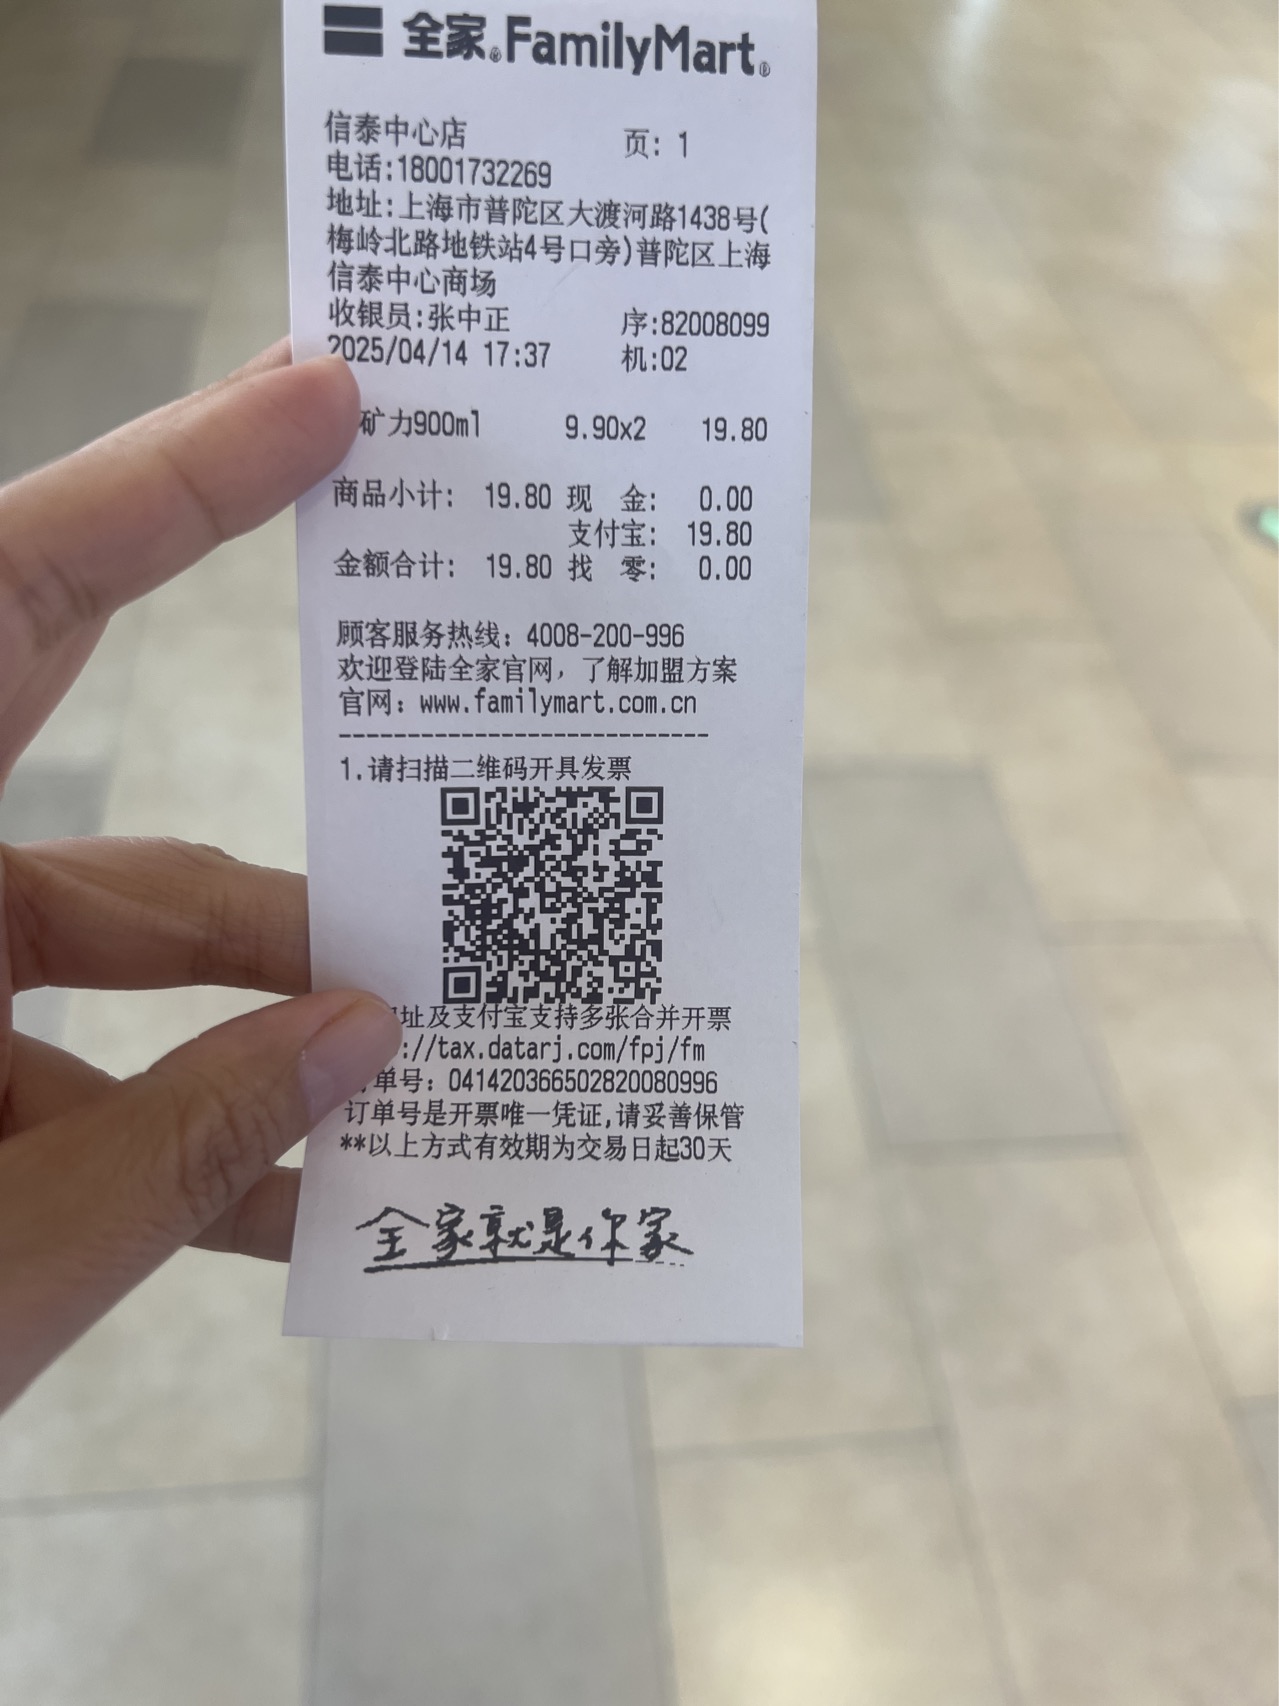 全家®FamilyMart®
信泰中心店 页: 1
电话:18001732269
地址:上海市普陀区大渡河路1438号(
梅岭北路地铁站4号口旁)普陀区上海
信泰中心商场
收银员:张中正 序:82008099
2025/04/14 17:37 机:02
矿力900ml 9.90x2 19.80
商品小计: 19.80 现 金: 0.00
支付宝: 19.80
金额合计: 19.80 找 零: 0.00
顾客服务热线: 4008-200-996
欢迎登陆全家官网, 了解加盟方案
官网: www.familymart.com.cn
---------------------------
1.请扫描二维码开具发票
址及支付宝支持多张合并开票
://tax.datarj.com/fpj/fm
单号: 041420366502820080996
订单号是开票唯一凭证,请妥善保管
**以上方式有效期为交易日起30天
全家就是你家